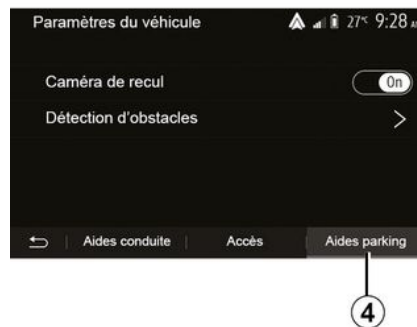 Paramètres du véhicule 27°C 9:28
Caméra de recul On
Détection d'obstacles
Aides conduite Accès Aides parking
4